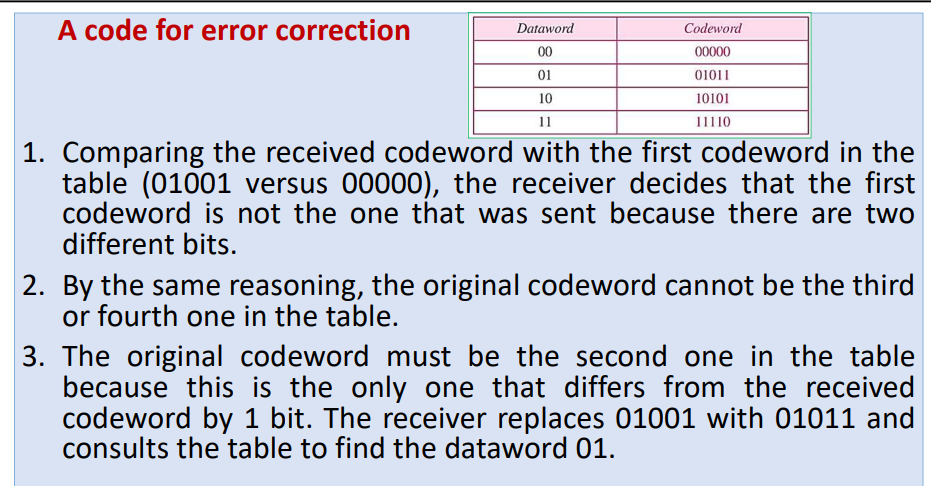 A code for error correction
Dataword Codeword
00 00000
01 01011
10 10101
11 11110
1. Comparing the received codeword with the first codeword in the
table (01001 versus 00000), the receiver decides that the first
codeword is not the one that was sent because there are two
different bits.
2. By the same reasoning, the original codeword cannot be the third
or fourth one in the table.
3. The original codeword must be the second one in the table
because this is the only one that differs from the received
codeword by 1 bit. The receiver replaces 01001 with 01011 and
consults the table to find the dataword 01.